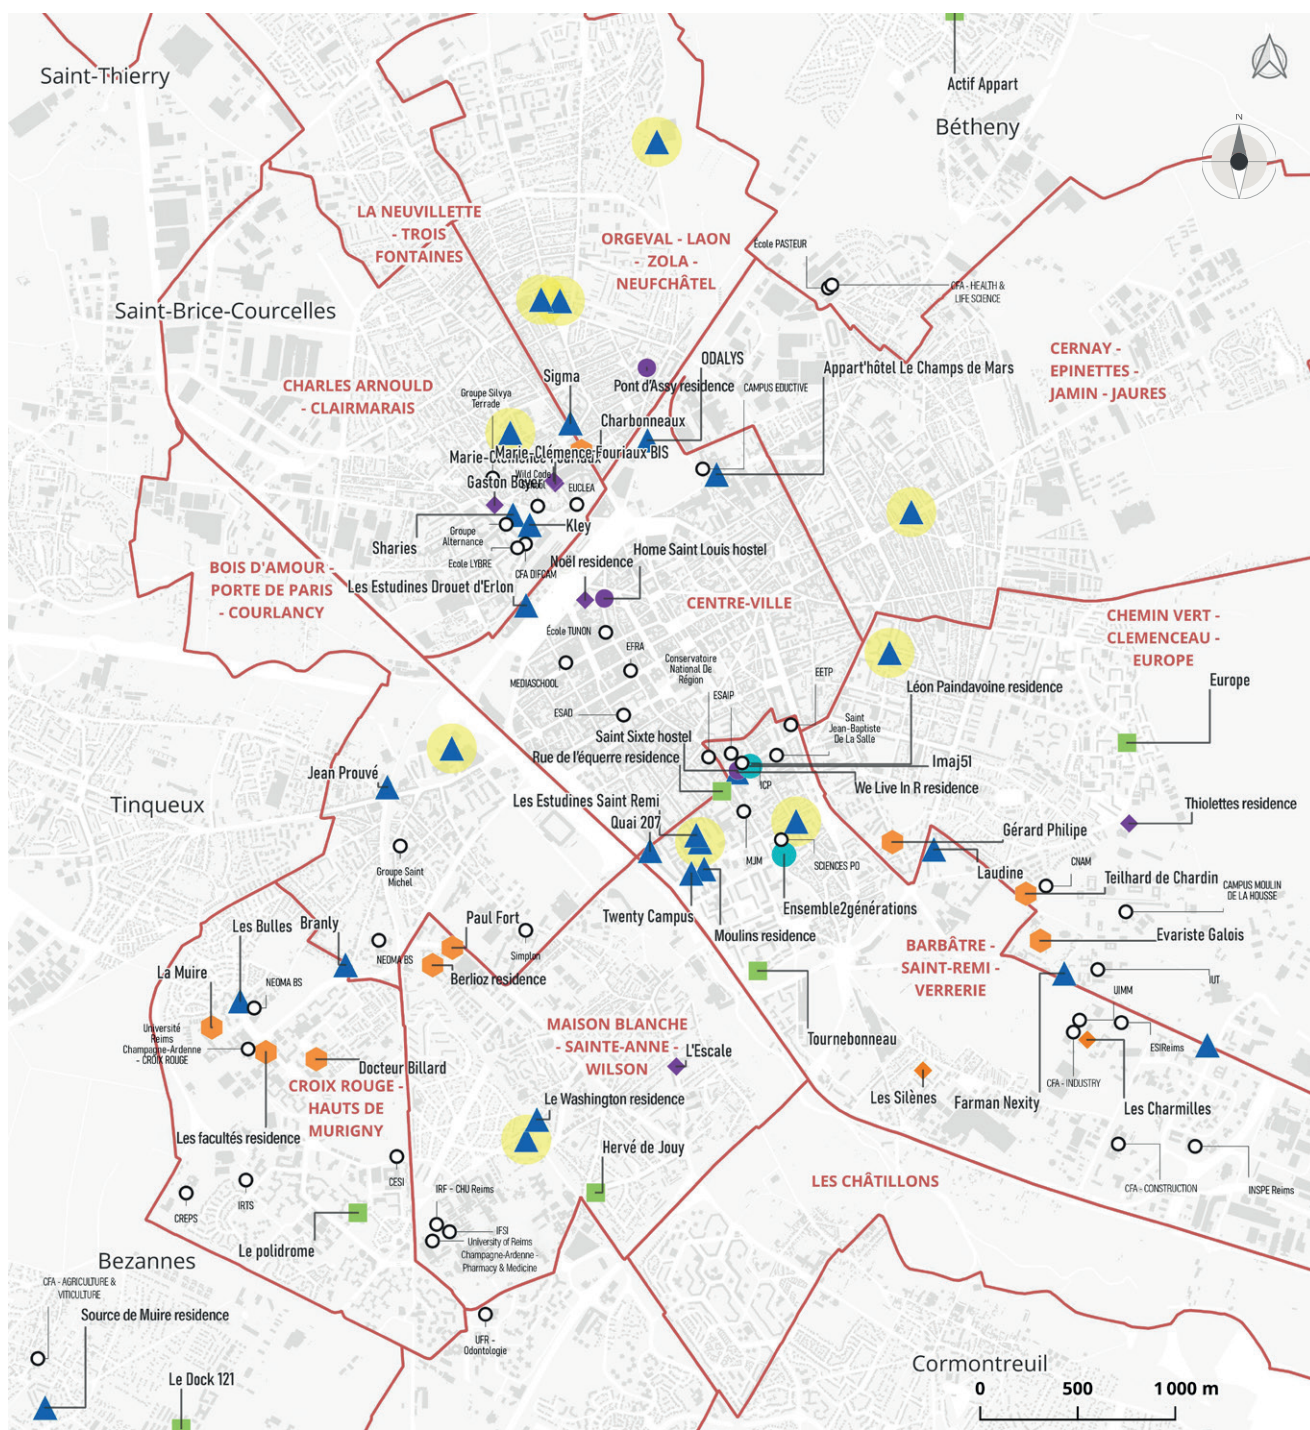 Saint-Thierry
Actif Appart
Bétheny
N
LA NEUVILLETTE
- TROIS
FONTAINES
ORGEVAL - LAON
- ZOLA -
NEUFCHÂTEL
École PASTEUR
CFA - HEALTH &
LIFE SCIENCE
Saint-Brice-Courcelles
CERNAY -
EPINETTES -
JAMIN - JAURES
CHARLES ARNOULD
- CLAIRMARAIS
Groupe Silvya
Terrade
Sigma
Pont d'Assy residence
ODALYS
CAMPUS EDUCTIVE
Appart'hôtel Le Champs de Mars
Charbonneaux
Marie-Clémence Fouriaux BIS
Marie-Clémence Fouriaux
Gaston Boyer
Wild Code
School
EUCLEA
Sharies
Groupe
Alternance
Kley
Ecole LYBRE
CFA DIFCAM
Noël residence
Home Saint Louis hostel
BOIS D'AMOUR -
PORTE DE PARIS
- COURLANCY
Les Estudines Drouet d'Erlon
CENTRE-VILLE
CHEMIN VERT -
CLEMENCEAU -
EUROPE
École TUNON
EFRA
MEDIASCHOOL
Conservatoire
National De
Région
EETP
ESAIP
ESAD
Léon Paindavoine residence
Europe
Saint
Jean-Baptiste
De La Salle
Saint Sixte hostel
Rue de l'équerre residence
Imaj51
ICP
We Live In R residence
Jean Prouvé
Tinqueux
Les Estudines Saint Remi
Quai 207
Thiolettes residence
Gérard Philipe
Groupe Saint
Michel
MJM
SCIENCES PO
Laudine
CNAM
Teilhard de Chardin
CAMPUS MOULIN
DE LA HOUSSE
Twenty Campus
Ensemble2générations
Moulins residence
Evariste Galois
Les Bulles
Branly
Paul Fort
NEOMA BS
Simplon
Berlioz residence
BARBÂTRE -
SAINT-REMI -
VERRERIE
La Muire
NEOMA BS
IUT
UIMM
Université
Reims
Champagne-Ardenne
- CROIX ROUGE
MAISON BLANCHE
- SAINTE-ANNE -
WILSON
Tournebonneau
ESIReims
L'Escale
Docteur Billard
CFA - INDUSTRY
CROIX ROUGE -
HAUTS DE
MURIGNY
Le Washington residence
Les Silènes
Farman Nexity
Les Charmilles
Les facultés residence
Hervé de Jouy
CESI
LES CHÂTILLONS
CFA - CONSTRUCTION
INSPE Reims
IRTS
CREPS
IRF - CHU Reims
IFSI
University of Reims
Champagne-Ardenne -
Pharmacy & Medicine
Le polidrome
Bezannes
CFA - AGRICULTURE &
VITICULTURE
Source de Muire residence
UFR -
Odontologie
Le Dock 121
Cormontreuil
0 500 1 000 m